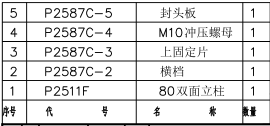 5 P2587C-5 封头板 1
4 P2587C-4 M10冲压螺母 1
3 P2587C-3 上固定片 1
2 P2587C-2 横档 1
1 P2511F 80双面立柱 1
序号 代号 名称 数量